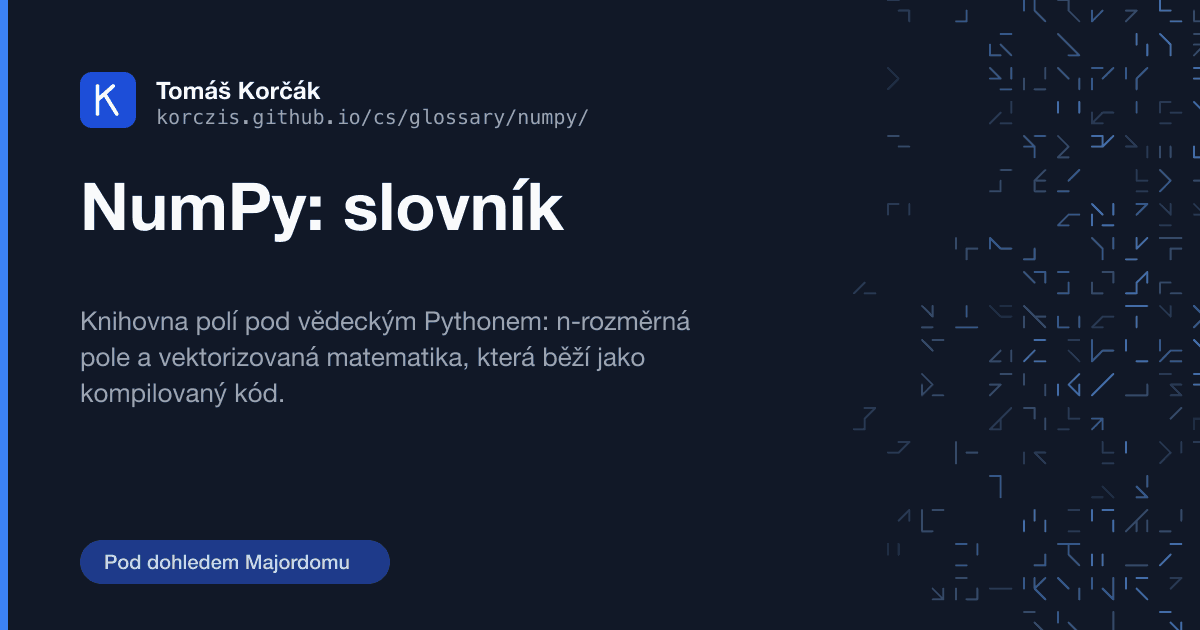 K
Tomáš Korčák
korczis.github.io/cs/glossary/numpy/
NumPy: slovník
Knihovna polí pod vědeckým Pythonem: n-rozměrná
pole a vektorizovaná matematika, která běží jako
kompilovaný kód.
Pod dohledem Majordomu